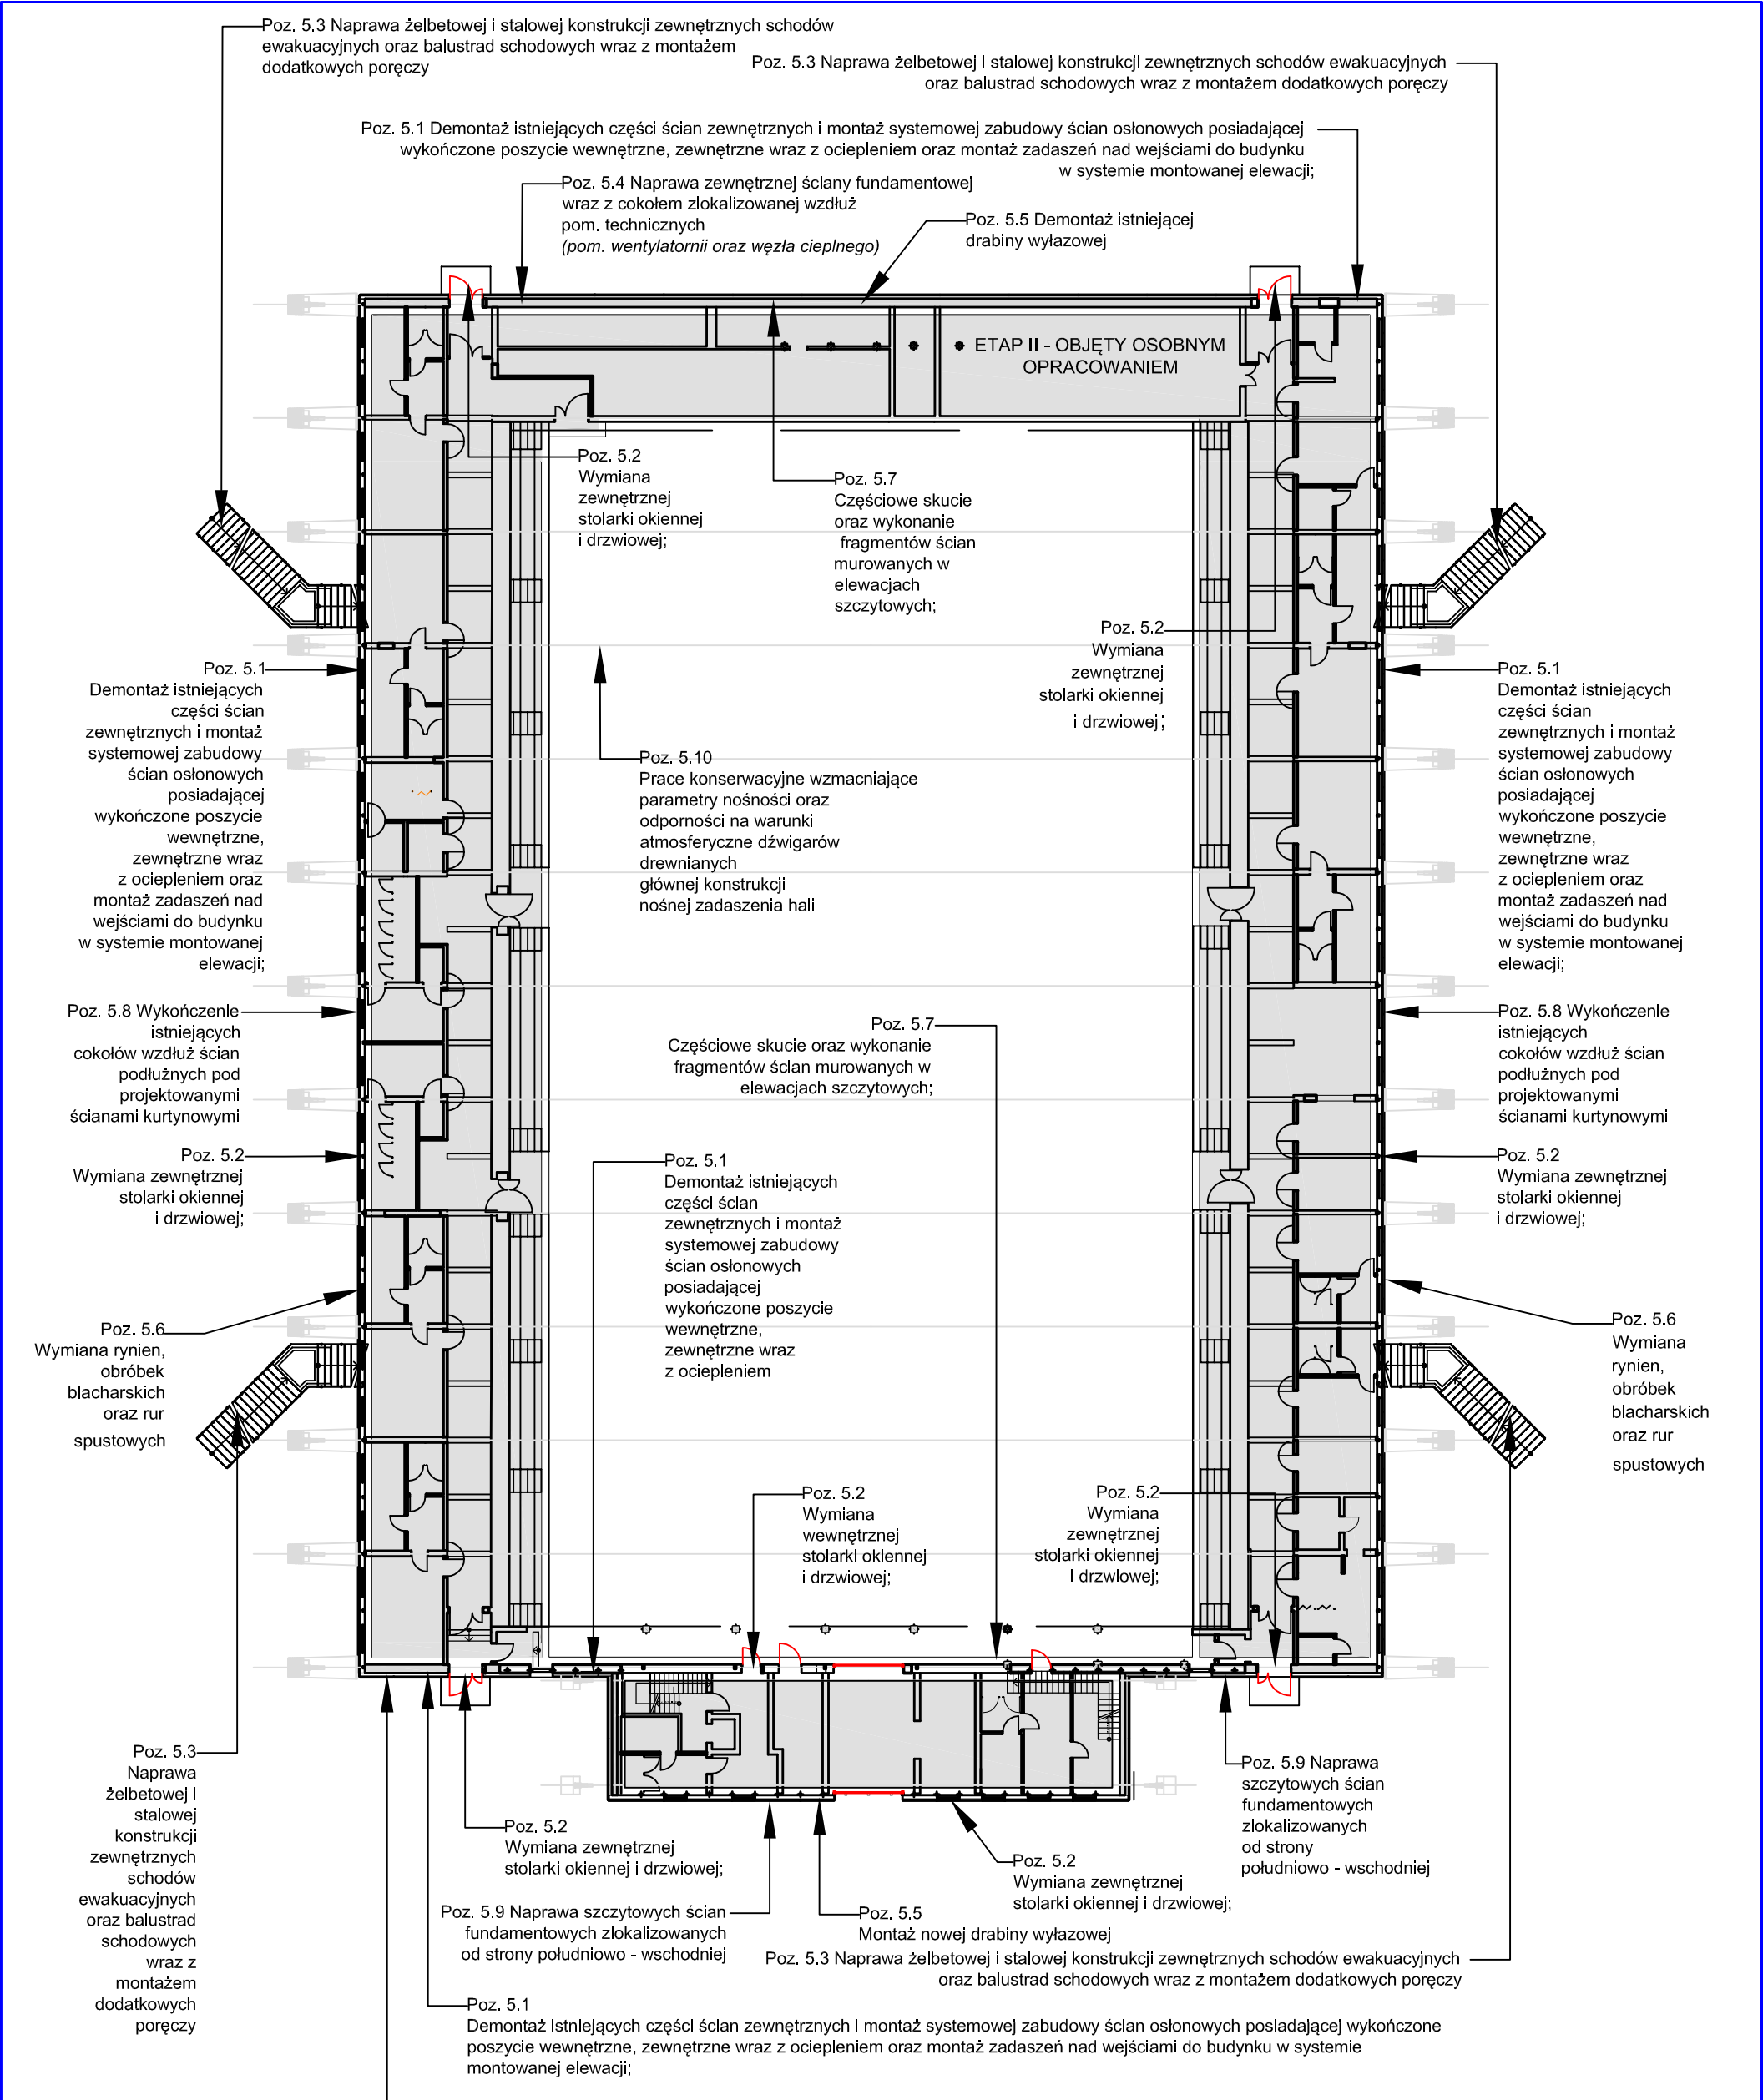 Poz. 5.3 Naprawa żelbetowej i stalowej konstrukcji zewnętrznych schodów
ewakuacyjnych oraz balustrad schodowych wraz z montażem
dodatkowych poręczy
Poz. 5.3 Naprawa żelbetowej i stalowej konstrukcji zewnętrznych schodów ewakuacyjnych
oraz balustrad schodowych wraz z montażem dodatkowych poręczy
Poz. 5.1 Demontaż istniejących części ścian zewnętrznych i montaż systemowej zabudowy ścian osłonowych posiadającej
wykończone poszycie wewnętrzne, zewnętrzne wraz z ociepleniem oraz montaż zadaszeń nad wejściami do budynku
w systemie montowanej elewacji;
Poz. 5.4 Naprawa zewnętrznej ściany fundamentowej
wraz z cokołem zlokalizowanej wzdłuż
pom. technicznych
(pom. wentylatornii oraz węzła cieplnego)
Poz. 5.5 Demontaż istniejącej
drabiny wyłazowej
ETAP II - OBJĘTY OSOBNYM
OPRACOWANIEM
Poz. 5.2
Wymiana
zewnętrznej
stolarki okiennej
i drzwiowej;
Poz. 5.7
Częściowe skucie
oraz wykonanie
fragmentów ścian
murowanych w
elewacjach
szczytowych;
Poz. 5.2
Wymiana
zewnętrznej
stolarki okiennej
i drzwiowej;
Poz. 5.1
Demontaż istniejących
części ścian
zewnętrznych i montaż
systemowej zabudowy
ścian osłonowych
posiadającej
wykończone poszycie
wewnętrzne,
zewnętrzne wraz
z ociepleniem oraz
montaż zadaszeń nad
wejściami do budynku
w systemie montowanej
elewacji;
Poz. 5.10
Prace konserwacyjne wzmacniające
parametry nośności oraz
odporności na warunki
atmosferyczne dźwigarów
drewnianych
głównej konstrukcji
nośnej zadaszenia hali
Poz. 5.1
Demontaż istniejących
części ścian
zewnętrznych i montaż
systemowej zabudowy
ścian osłonowych
posiadającej
wykończone poszycie
wewnętrzne,
zewnętrzne wraz
z ociepleniem oraz
montaż zadaszeń nad
wejściami do budynku
w systemie montowanej
elewacji;
Poz. 5.8 Wykończenie
istniejących
cokołów wzdłuż ścian
podłużnych pod
projektowanymi
ścianami kurtynowymi
Poz. 5.7
Częściowe skucie oraz wykonanie
fragmentów ścian murowanych w
elewacjach szczytowych;
Poz. 5.8 Wykończenie
istniejących
cokołów wzdłuż ścian
podłużnych pod
projektowanymi
ścianami kurtynowymi
Poz. 5.2
Wymiana zewnętrznej
stolarki okiennej
i drzwiowej;
Poz. 5.1
Demontaż istniejących
części ścian
zewnętrznych i montaż
systemowej zabudowy
ścian osłonowych
posiadającej
wykończone poszycie
wewnętrzne,
zewnętrzne wraz
z ociepleniem
Poz. 5.2
Wymiana zewnętrznej
stolarki okiennej
i drzwiowej;
Poz. 5.6
Wymiana rynien,
obróbek
blacharskich
oraz rur
spustowych
Poz. 5.6
Wymiana
rynien,
obróbek
blacharskich
oraz rur
spustowych
Poz. 5.2
Wymiana
wewnętrznej
stolarki okiennej
i drzwiowej;
Poz. 5.2
Wymiana
zewnętrznej
stolarki okiennej
i drzwiowej;
Poz. 5.3
Naprawa
żelbetowej i
stalowej
konstrukcji
zewnętrznych
schodów
ewakuacyjnych
oraz balustrad
schodowych
wraz z
montażem
dodatkowych
poręczy
Poz. 5.2
Wymiana zewnętrznej
stolarki okiennej i drzwiowej;
Poz. 5.9 Naprawa
szczytowych ścian
fundamentowych
zlokalizowanych
od strony
południowo - wschodniej
Poz. 5.2
Wymiana zewnętrznej
stolarki okiennej i drzwiowej;
Poz. 5.9 Naprawa szczytowych ścian
fundamentowych zlokalizowanych
od strony południowo - wschodniej
Poz. 5.5
Montaż nowej drabiny wyłazowej
Poz. 5.3 Naprawa żelbetowej i stalowej konstrukcji zewnętrznych schodów ewakuacyjnych
oraz balustrad schodowych wraz z montażem dodatkowych poręczy
Poz. 5.1
Demontaż istniejących części ścian zewnętrznych i montaż systemowej zabudowy ścian osłonowych posiadającej wykończone
poszycie wewnętrzne, zewnętrzne wraz z ociepleniem oraz montaż zadaszeń nad wejściami do budynku w systemie
montowanej elewacji;